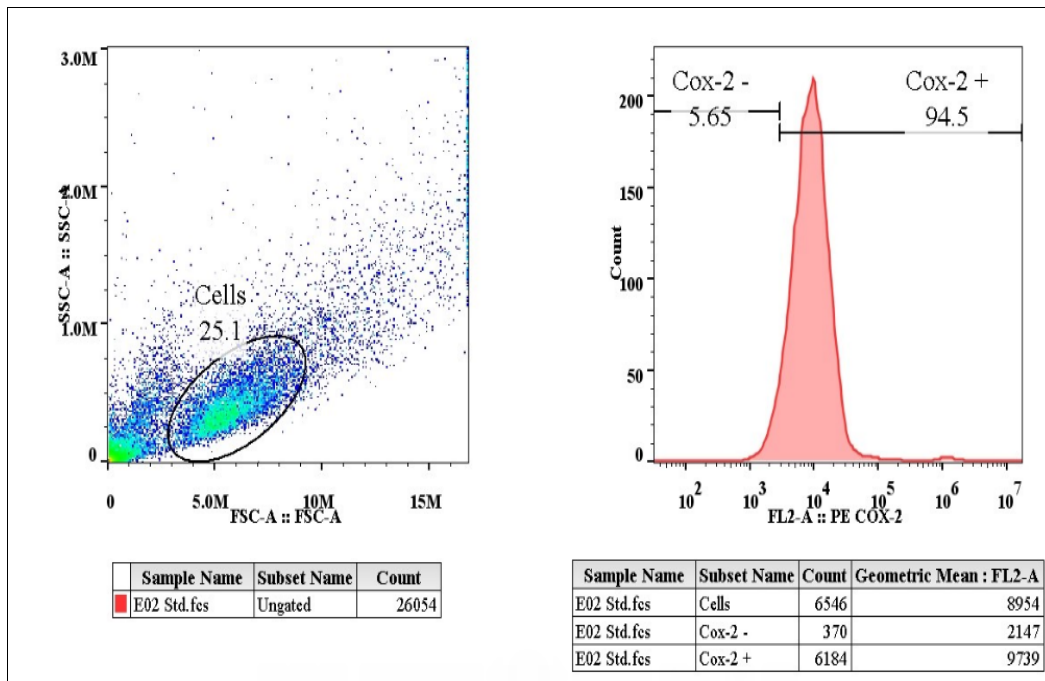 3.0M
2.0M
1.0M
0
SSC-A :: SSC-A
Cells
25.1
0 5.0M 10M 15M
FSC-A :: FSC-A
Cox-2 - Cox-2 +
5.65 94.5
200
150
100
50
0
Count
10^2 10^3 10^4 10^5 10^6 10^7
FL2-A :: PE COX-2
Sample Name Subset Name Count
E02 Std.fcs Ungated 26054
Sample Name Subset Name Count Geometric Mean : FL2-A
E02 Std.fcs Cells 6546 8954
E02 Std.fcs Cox-2 - 370 2147
E02 Std.fcs Cox-2 + 6184 9739